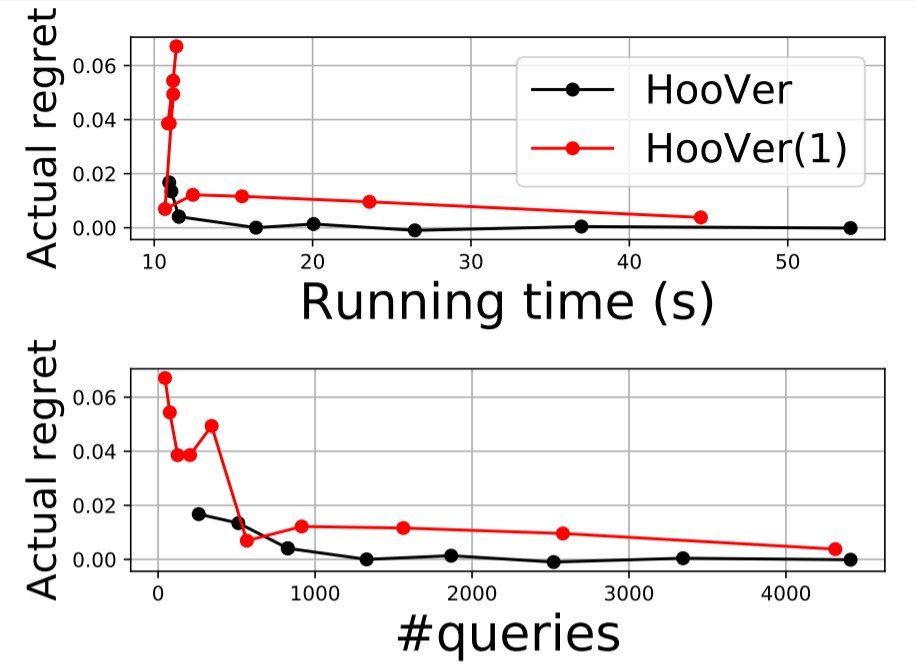 Actual regret
0.06
0.04
0.02
0.00
HooVer
HooVer(1)
10 20 30 40 50
Running time (s)
Actual regret
0.06
0.04
0.02
0.00
0 1000 2000 3000 4000
#queries